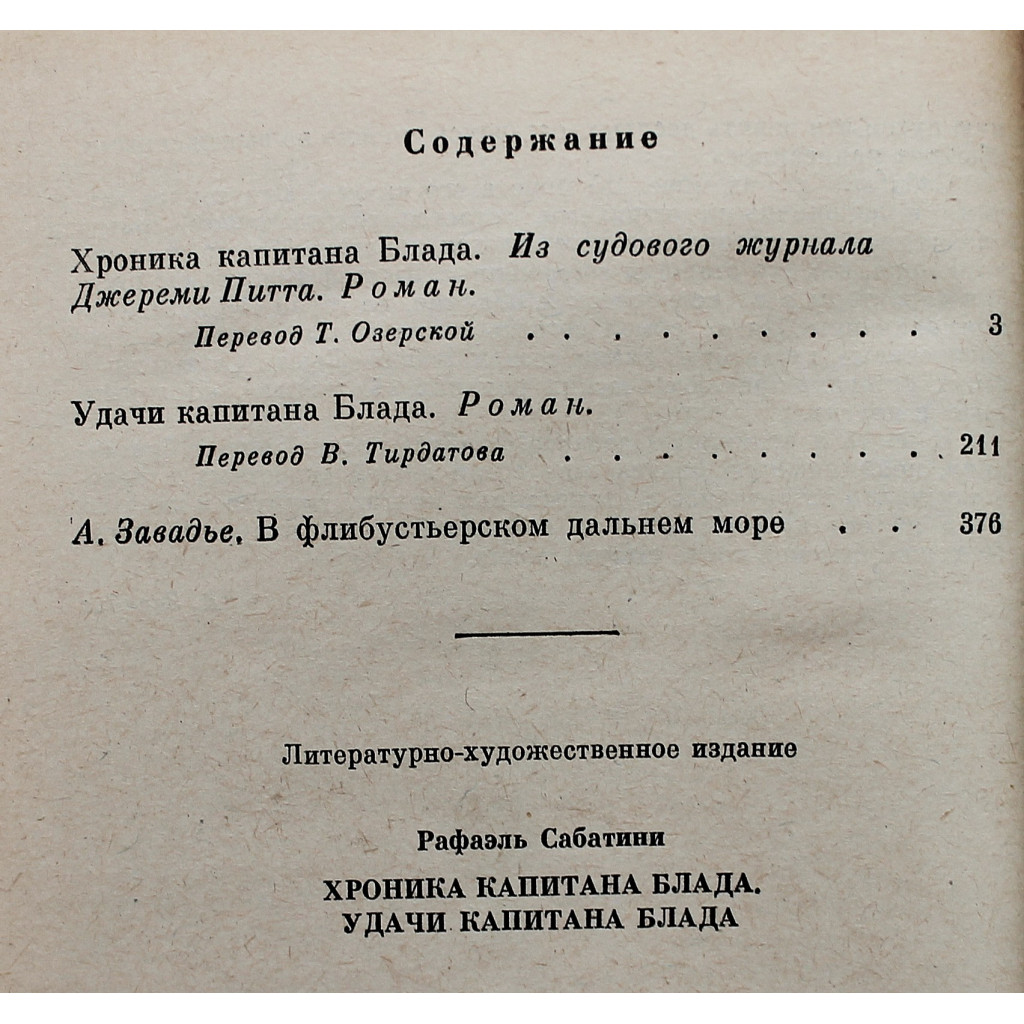 Содержание
Хроника капитана Блада. Из судового журнала
Джереми Питта. Роман.
Перевод Т. Озерской . . . . . . . . . 3
Удачи капитана Блада. Роман.
Перевод В. Тирдатова . . . . . . . . . 211
А. Завадье. В флибустьерском дальнем море . . 376
Литературно-художественное издание
Рафаэль Сабатини
ХРОНИКА КАПИТАНА БЛАДА.
УДАЧИ КАПИТАНА БЛАДА